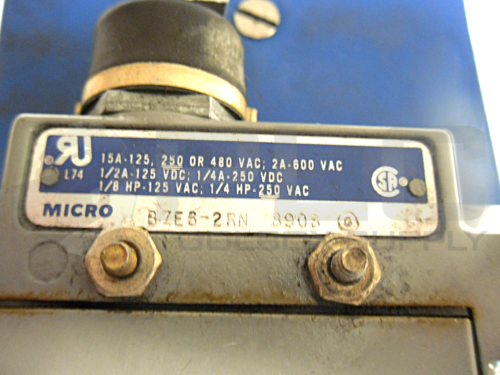 15A-125, 250 OR 480 VAC; 2A-600 VAC
L74
1/2A-125 VDC; 1/4A-250 VDC
1/8 HP-125 VAC; 1/4 HP-250 VAC
MICRO BZE6-2RN 8908